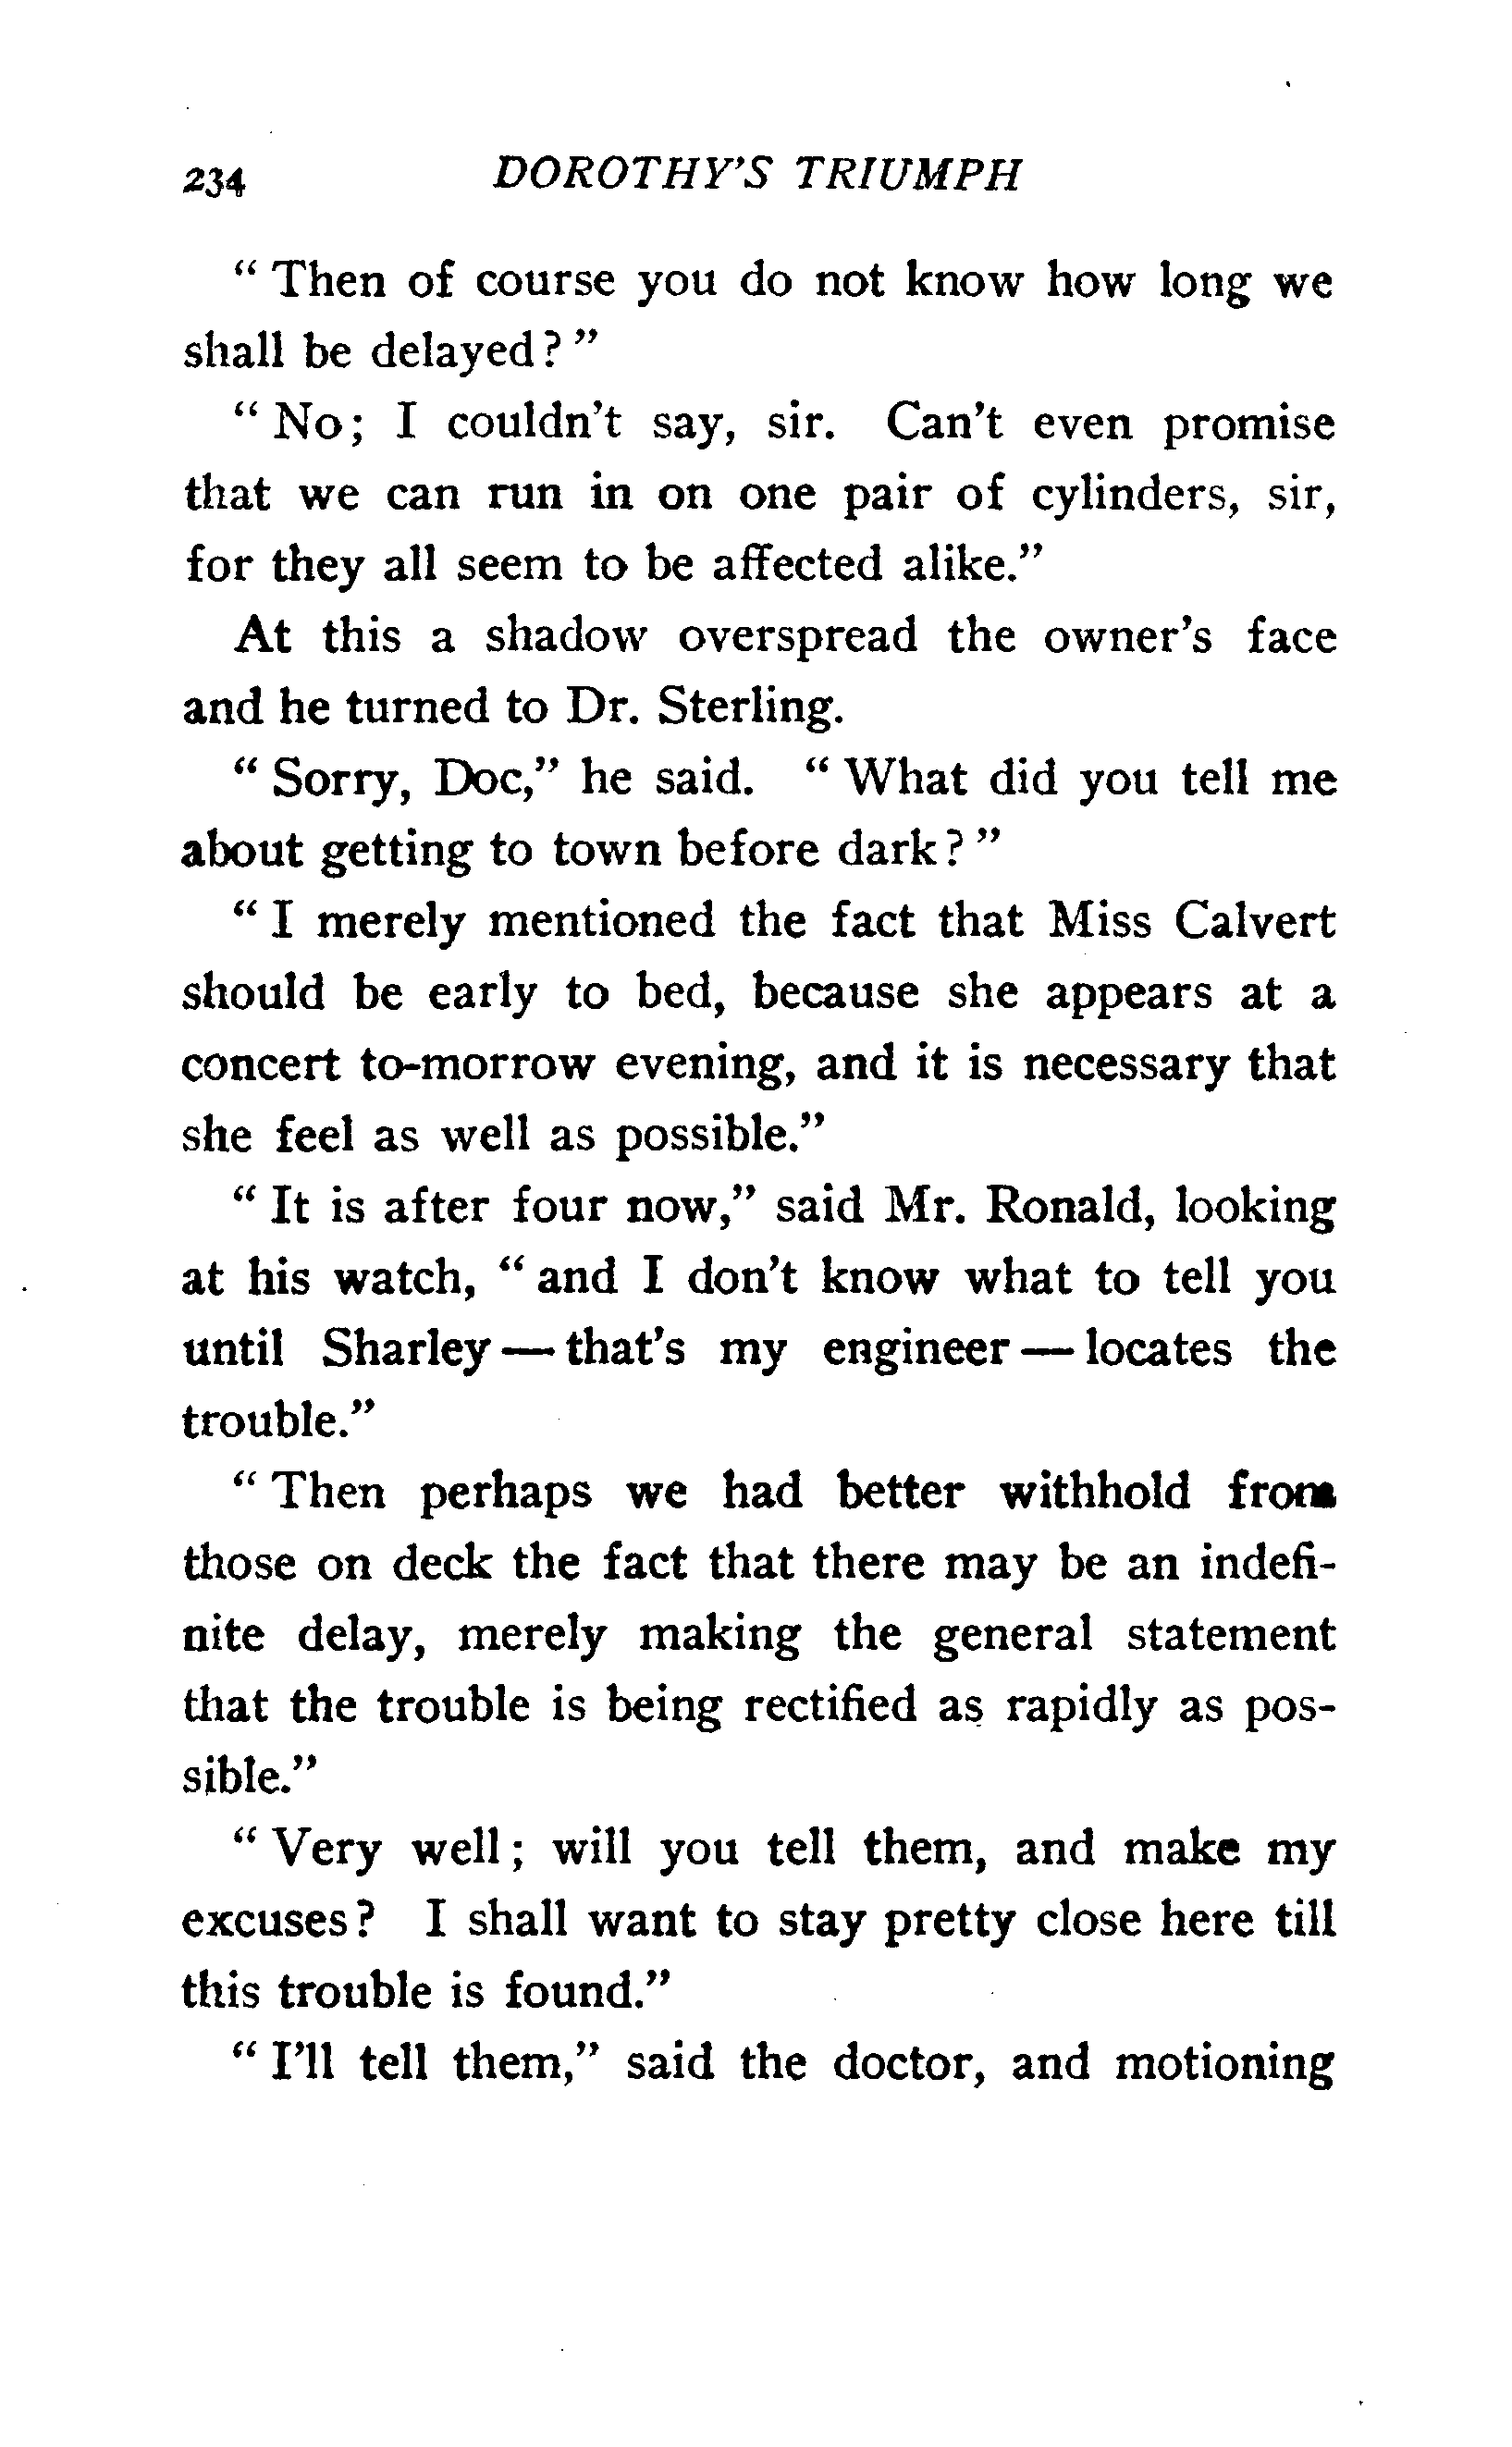 234 DOROTHY'S TRIUMPH
" Then of course you do not know how long we
shall be delayed? "
" No; I couldn't say, sir. Can't even promise
that we can run in on one pair of cylinders, sir,
for they all seem to be affected alike."
At this a shadow overspread the owner's face
and he turned to Dr. Sterling.
" Sorry, Doc," he said. " What did you tell me
about getting to town before dark? "
" I merely mentioned the fact that Miss Calvert
should be early to bed, because she appears at a
concert to-morrow evening, and it is necessary that
she feel as well as possible."
" It is after four now," said Mr. Ronald, looking
at his watch, " and I don't know what to tell you
until Sharley — that's my engineer — locates the
trouble."
" Then perhaps we had better withhold from
those on deck the fact that there may be an indefi-
nite delay, merely making the general statement
that the trouble is being rectified as rapidly as pos-
sible."
" Very well; will you tell them, and make my
excuses? I shall want to stay pretty close here till
this trouble is found."
" I'll tell them," said the doctor, and motioning